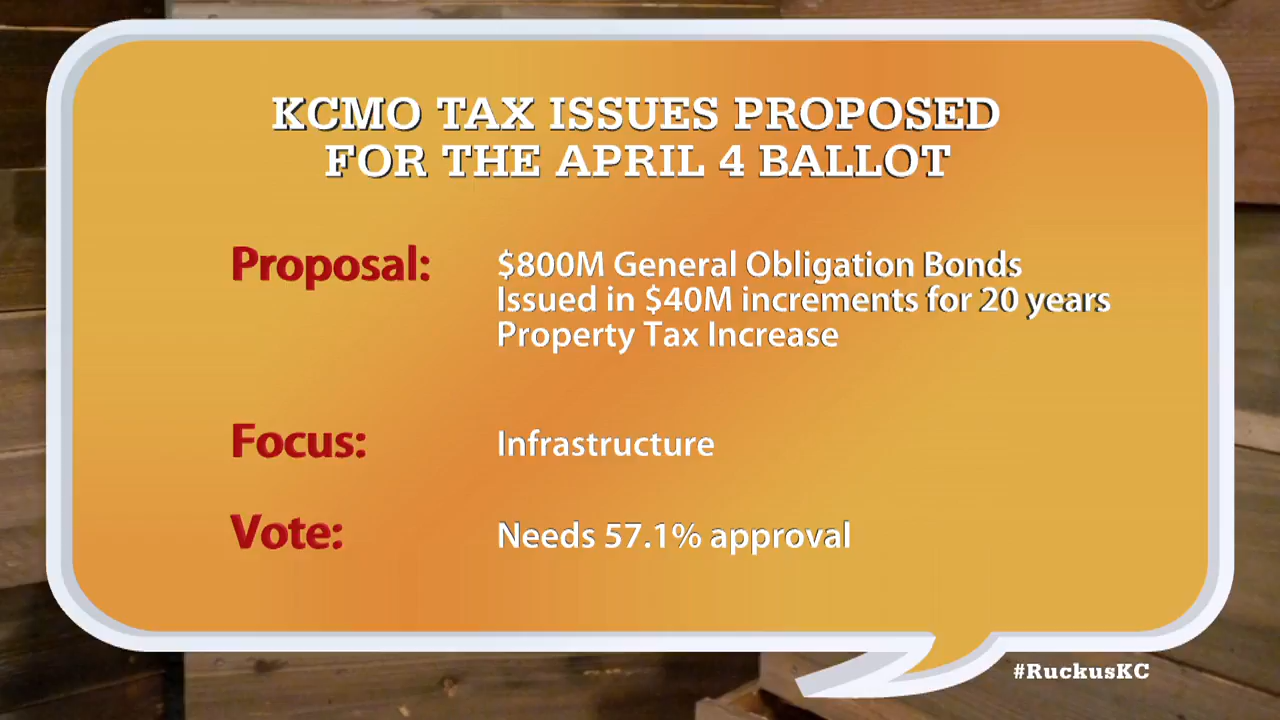 KCMO TAX ISSUES PROPOSED
FOR THE APRIL 4 BALLOT
Proposal: $800M General Obligation Bonds
Issued in $40M increments for 20 years
Property Tax Increase
Focus: Infrastructure
Vote: Needs 57.1% approval
#RuckusKC